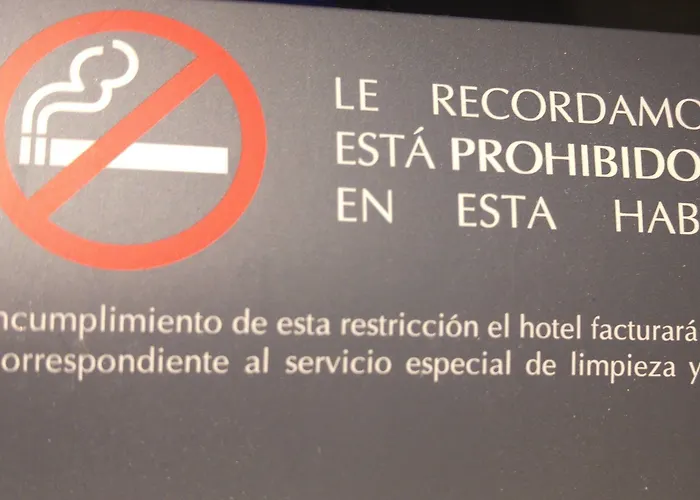 LE RECORDAMO
ESTÁ PROHIBIDO
EN ESTA HAB
ncumplimiento de esta restricción el hotel facturará
orrespondiente al servicio especial de limpieza y